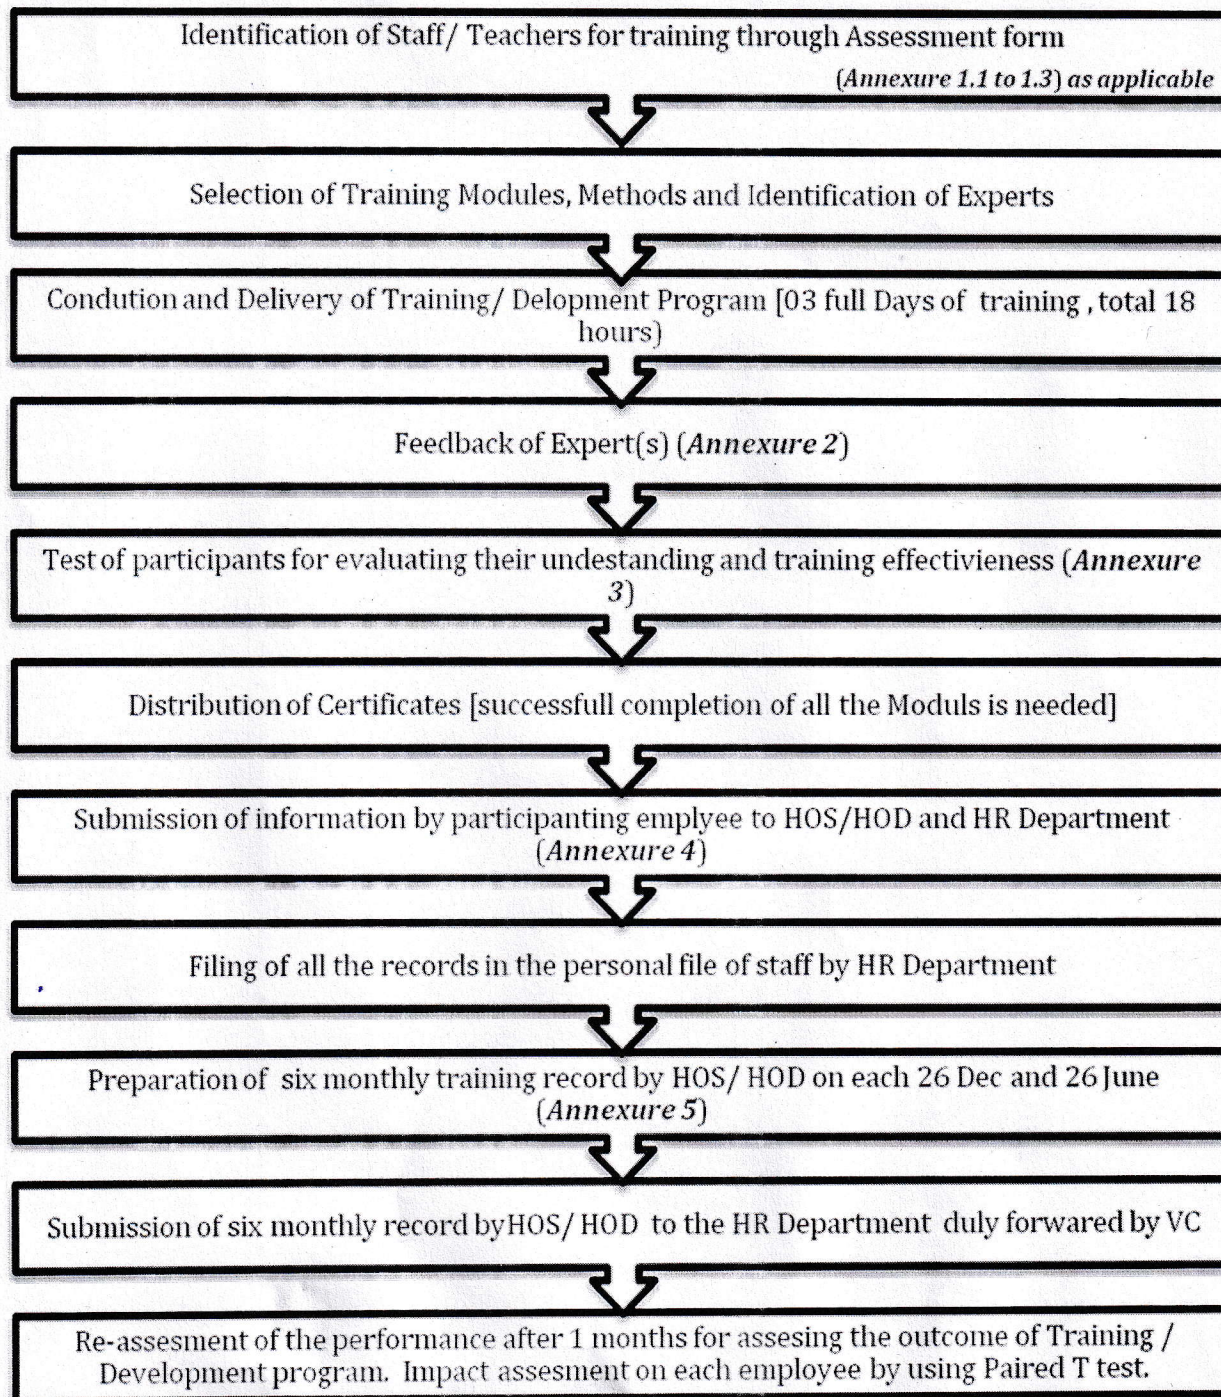 Identification of Staff/ Teachers for training through Assessment form
(Annexure 1.1 to 1.3) as applicable
Selection of Training Modules, Methods and Identification of Experts
Condution and Delivery of Training/ Delopment Program [03 full Days of training , total 18
hours)
Feedback of Expert(s) (Annexure 2)
Test of participants for evaluating their undestanding and training effectivieness (Annexure
3)
Distribution of Certificates [successfull completion of all the Moduls is needed]
Submission of information by participanting emplyee to HOS/HOD and HR Department
(Annexure 4)
Filing of all the records in the personal file of staff by HR Department
Preparation of six monthly training record by HOS/ HOD on each 26 Dec and 26 June
(Annexure 5)
Submission of six monthly record by HOS/ HOD to the HR Department duly forwared by VC
Re-assesment of the performance after 1 months for assesing the outcome of Training /
Development program. Impact assesment on each employee by using Paired T test.